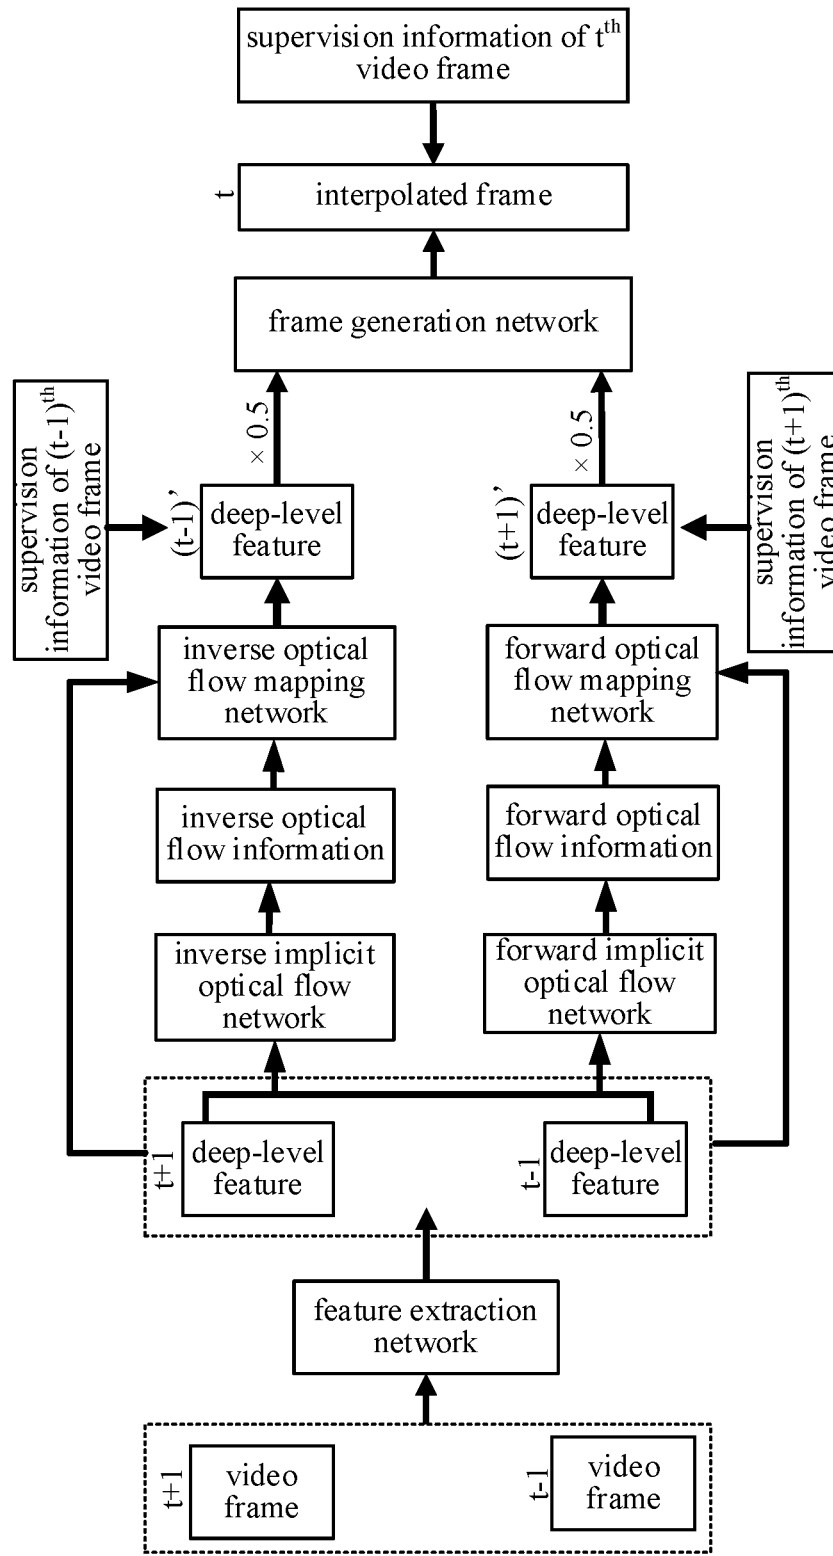 supervision information of tth
video frame
t
interpolated frame
frame generation network
× 0.5
× 0.5
supervision
information of (t-1)th
video frame
(t-1)’
deep-level
feature
(t+1)’
deep-level
feature
supervision
information of (t+1)th
video frame
inverse optical
flow mapping
network
forward optical
flow mapping
network
inverse optical
flow information
forward optical
flow information
inverse implicit
optical flow
network
forward implicit
optical flow
network
t+1
deep-level
feature
t-1
deep-level
feature
feature extraction
network
t+1
video
frame
t-1
video
frame